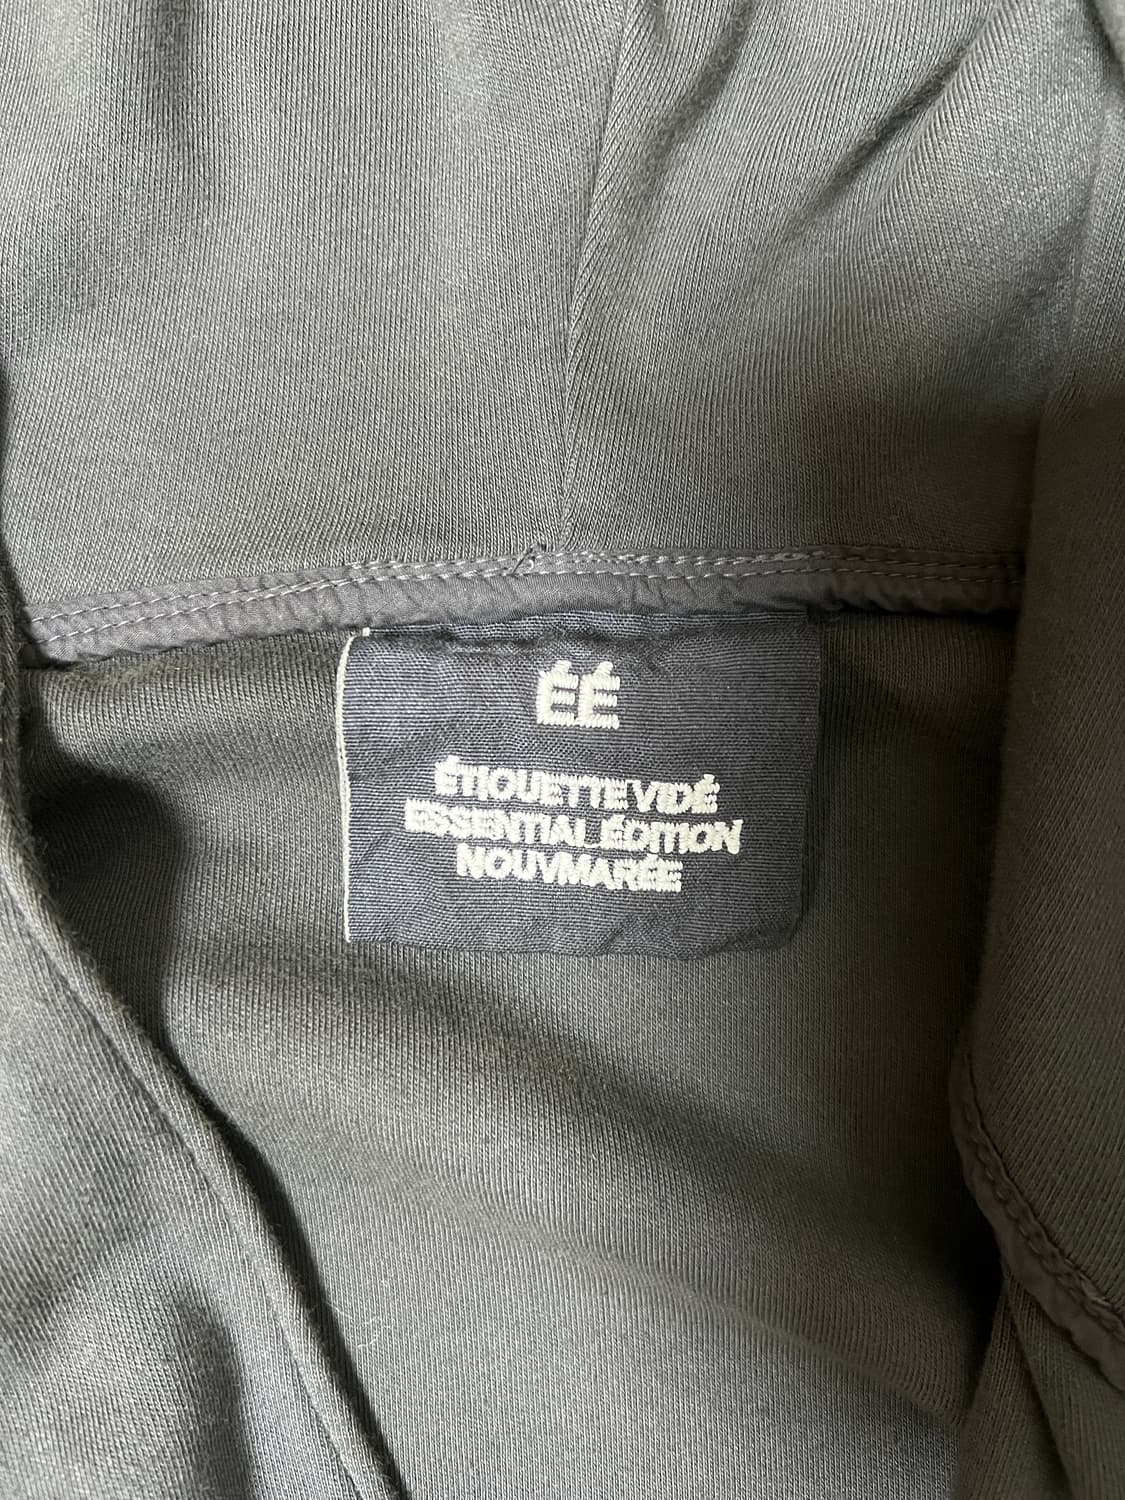 ÉÉ
ÉTIQUETTE VIDÉ
ESSENTIAL ÉDITION
NOUVMARÉE